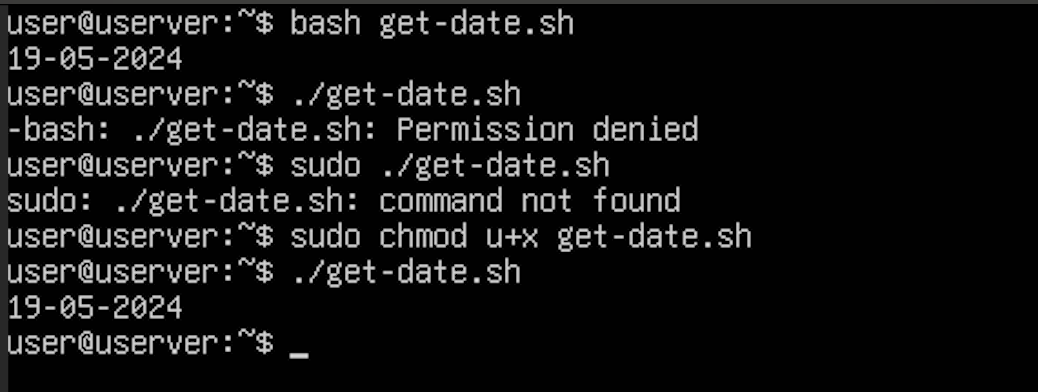 user@userver:~$ bash get-date.sh
19-05-2024
user@userver:~$ ./get-date.sh
-bash: ./get-date.sh: Permission denied
user@userver:~$ sudo ./get-date.sh
sudo: ./get-date.sh: command not found
user@userver:~$ sudo chmod u+x get-date.sh
user@userver:~$ ./get-date.sh
19-05-2024
user@userver:~$ _